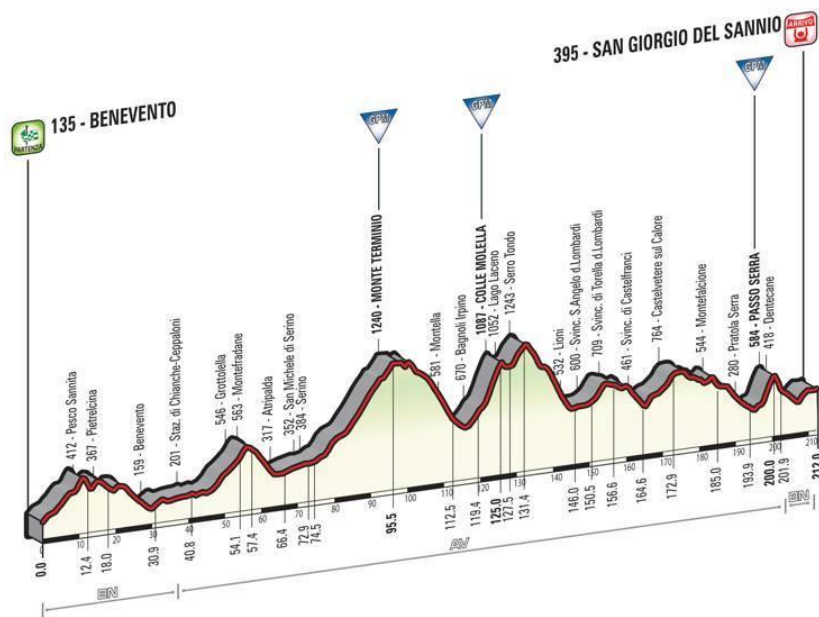 135 - BENEVENTO
PARTENZA
412 - Pesco Sannita
367 - Pietrelcina
159 - Benevento
201 - Staz. di Chianche-Ceppaloni
546 - Grottolella
563 - Montefradane
317 - Atripalda
352 - San Michele di Serino
384 - Serino
GPM
1240 - MONTE TERMINIO
581 - Montella
670 - Bagnoli Irpino
GPM
1087 - COLLE MOLELLA
1052 - Lago Laceno
1243 - Serro Tondo
532 - Lioni
600 - Svinc. S.Angelo d.Lombardi
709 - Svinc. di Torella d.Lombardi
461 - Svinc. di Castelfranci
764 - Castelvetere sul Calore
544 - Montefalcione
280 - Pratola Serra
GPM
584 - PASSO SERRA
418 - Dentecane
395 - SAN GIORGIO DEL SANNIO
ARRIVO
0 10 20 30 40 50 60 70 80 90 100 110 120 130 140 150 160 170 180 190 200 210
0.0 12.4 18.0 30.9 40.8 54.1 57.4 66.4 72.9 74.5 95.5 112.5 119.4 125.0 127.5 131.4 146.0 150.5 156.6 164.6 172.9 185.0 193.9 200.0 201.9 212.0
BN AV BN